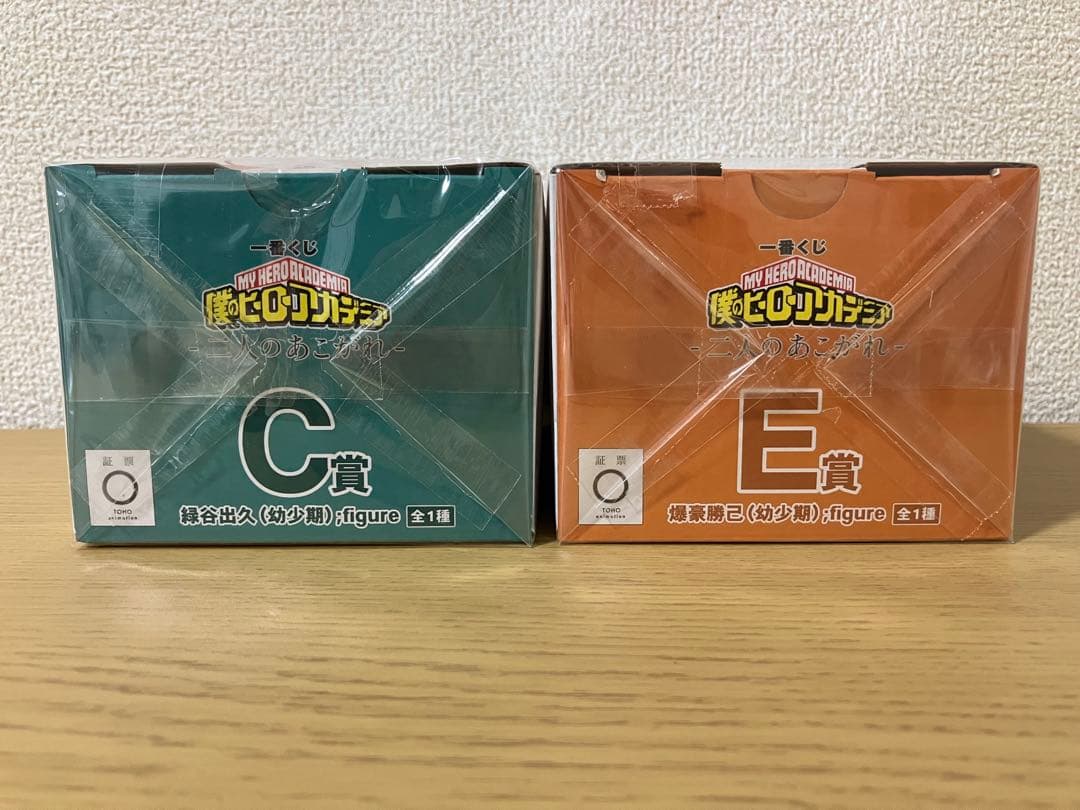 一番くじ
MY HERO ACADEMIA
僕のヒーローアカデミア
-二人のあこがれ-
C賞
証票
TOHO
animation
緑谷出久(幼少期);figure 全1種
一番くじ
MY HERO ACADEMIA
僕のヒーローアカデミア
-二人のあこがれ-
E賞
証票
TOHO
animation
爆豪勝己(幼少期);figure 全1種